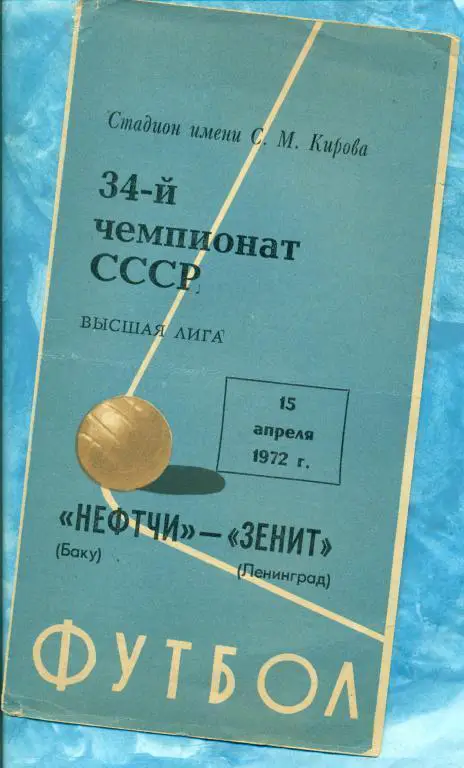 Стадион имени С. М. Кирова
34-й
чемпионат
СССР
ВЫСШАЯ ЛИГА
15
апреля
1972 г.
«НЕФТЧИ» — «ЗЕНИТ»
(Баку) (Ленинград)
ФУТБОЛ